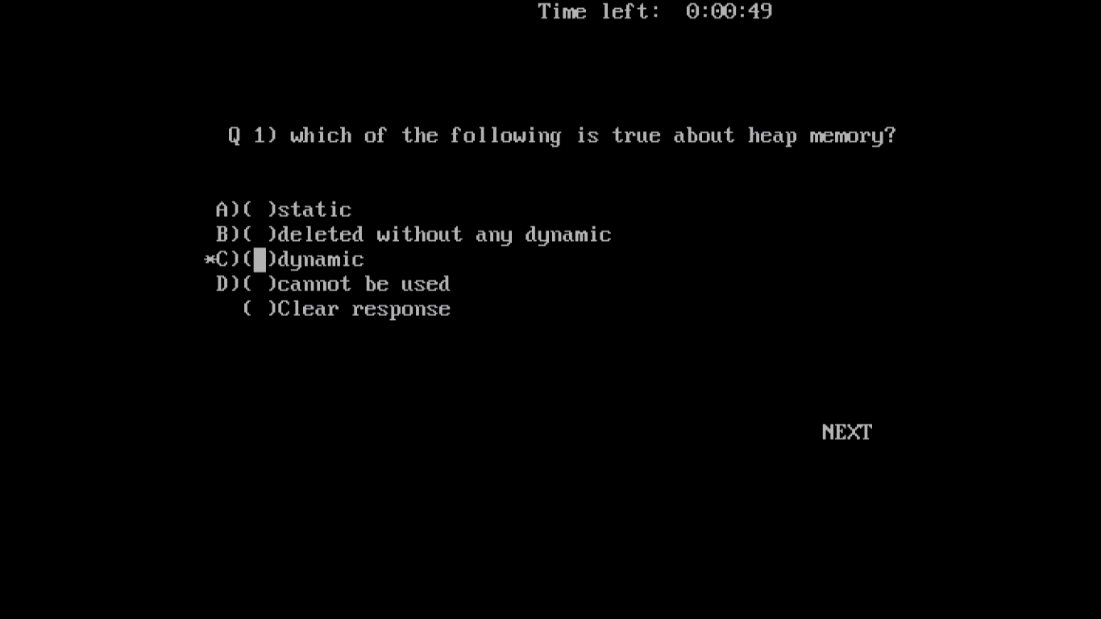 Time left: 0:00:49
Q 1) which of the following is true about heap memory?
A)( )static
B)( )deleted without any dynamic
*C)( )dynamic
D)( )cannot be used
( )Clear response
NEXT